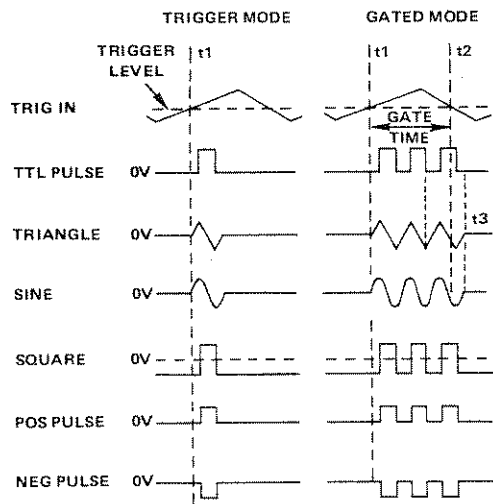 TRIGGER MODE GATED MODE
TRIGGER LEVEL t1 t1 t2
TRIG IN GATE TIME
TTL PULSE 0V
t3
TRIANGLE 0V
SINE 0V
SQUARE 0V
POS PULSE 0V
NEG PULSE 0V